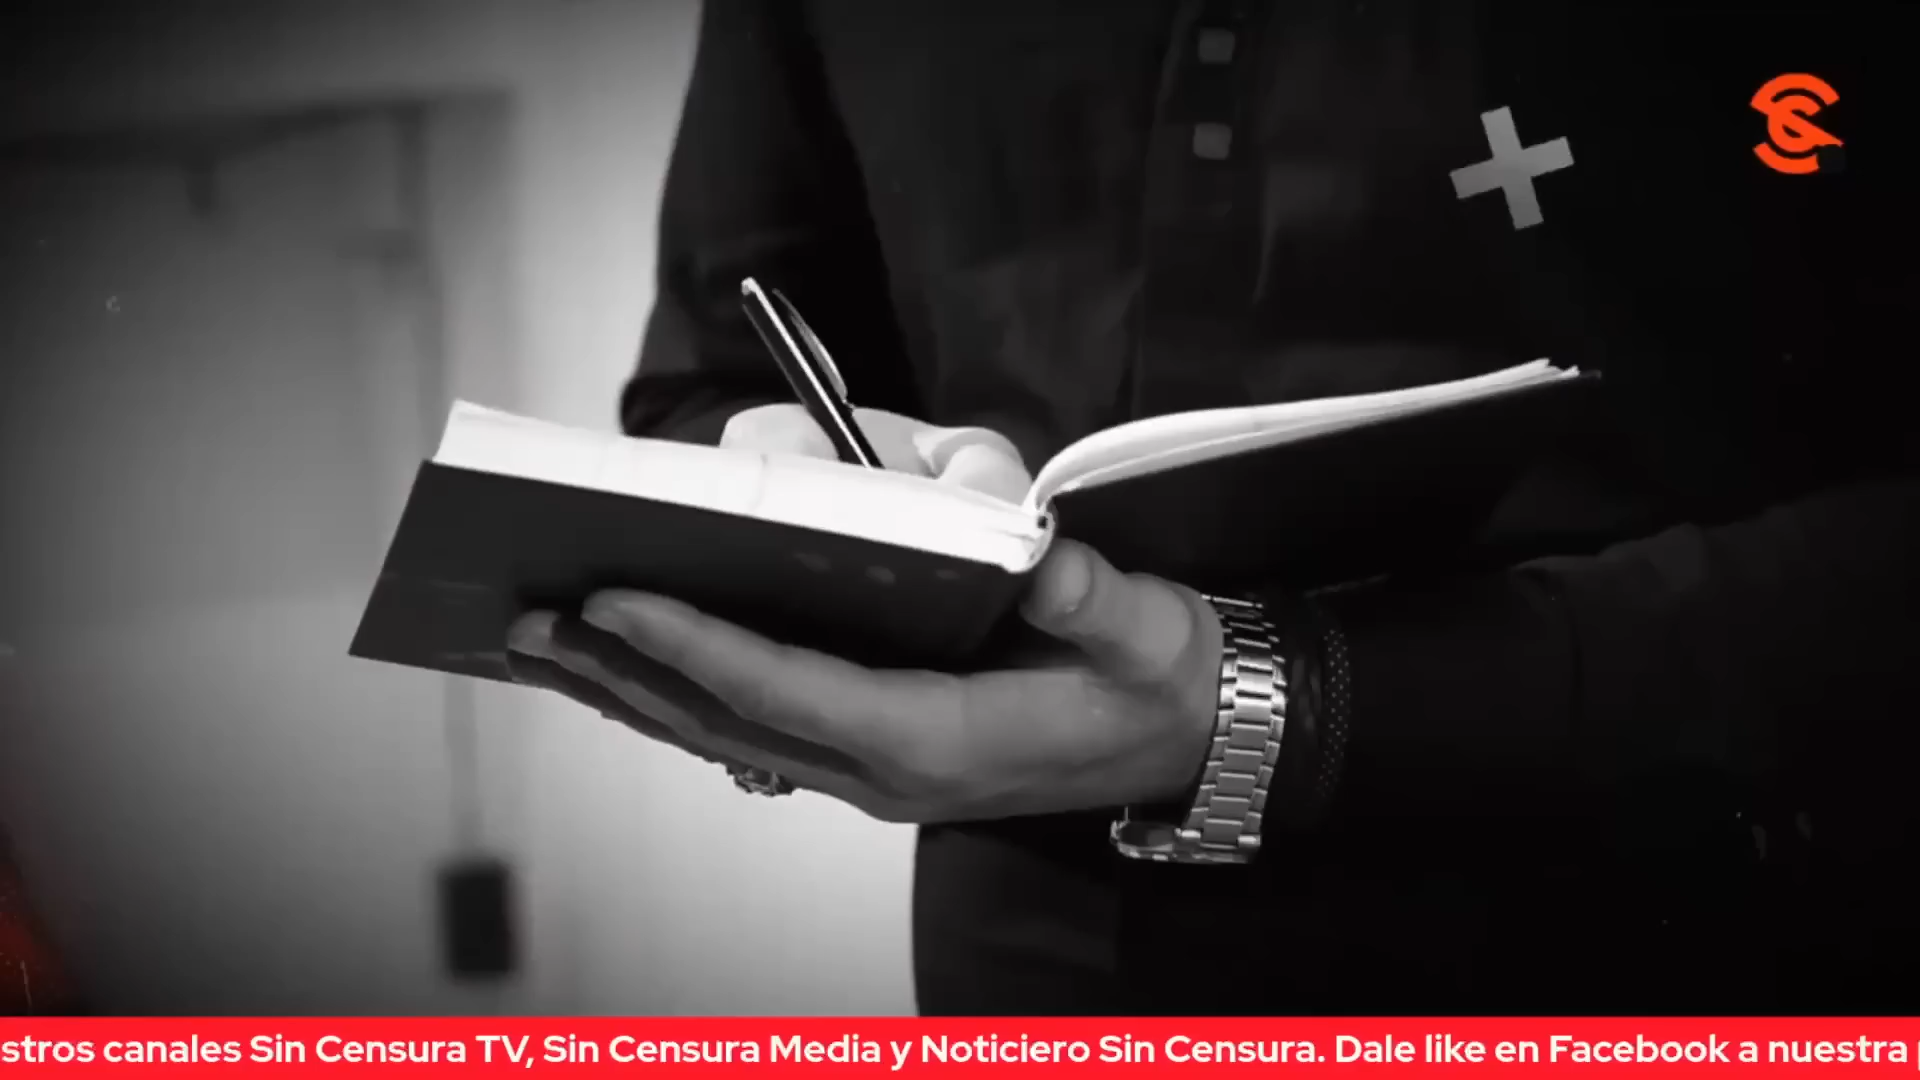 stros canales Sin Censura TV, Sin Censura Media y Noticiero Sin Censura. Dale like en Facebook a nuestra